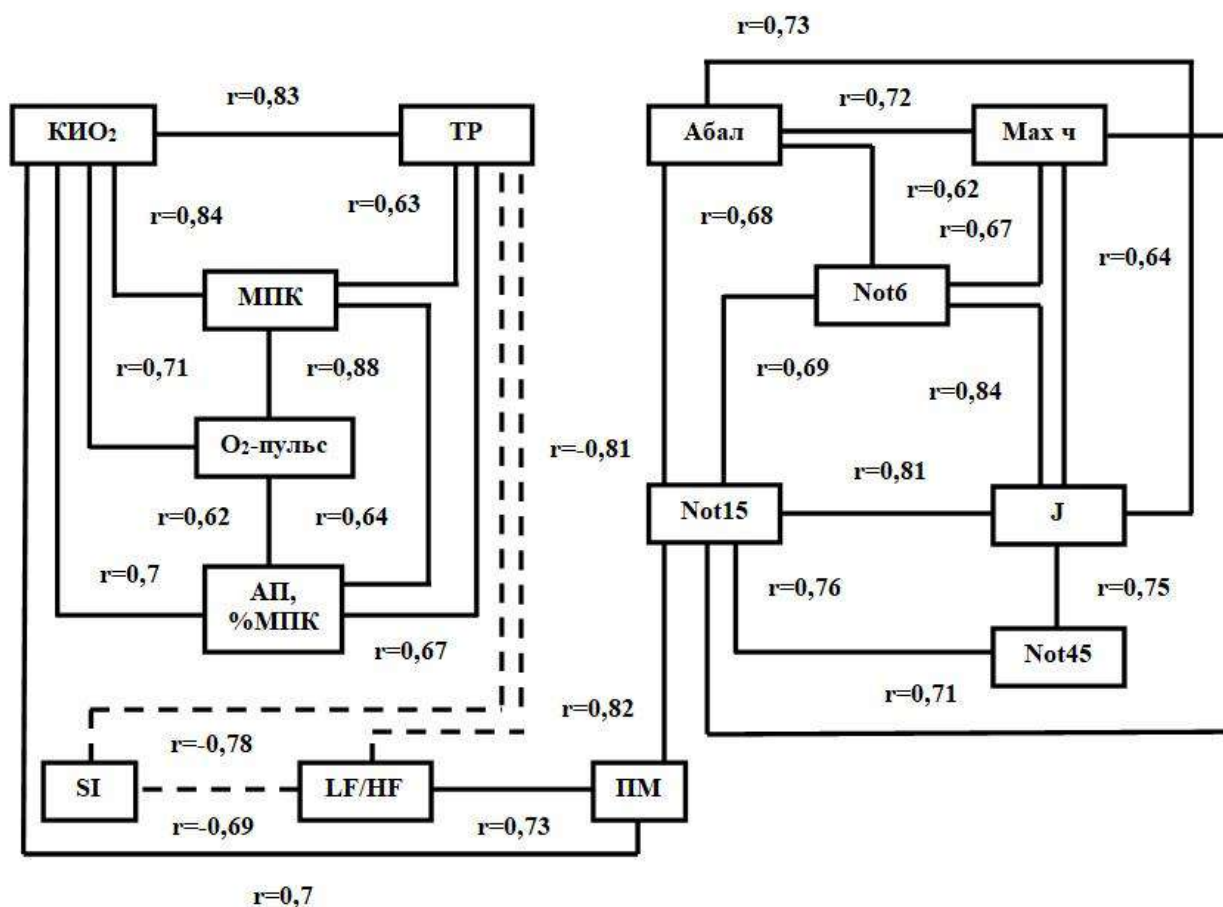 r=0,73
r=0,83
r=0,72
КИО₂
ТР
Абал
Мах ч
r=0,84
r=0,63
r=0,68
r=0,62
r=0,67
r=0,64
МПК
Not6
r=0,71
r=0,88
r=0,69
r=0,84
О₂-пульс
r=-0,81
r=0,81
r=0,62
r=0,64
Not15
J
r=0,7
АП,
%МПК
r=0,76
r=0,75
r=0,67
Not45
r=0,82
r=0,71
r=-0,78
SI
LF/HF
ПМ
r=-0,69
r=0,73
r=0,7